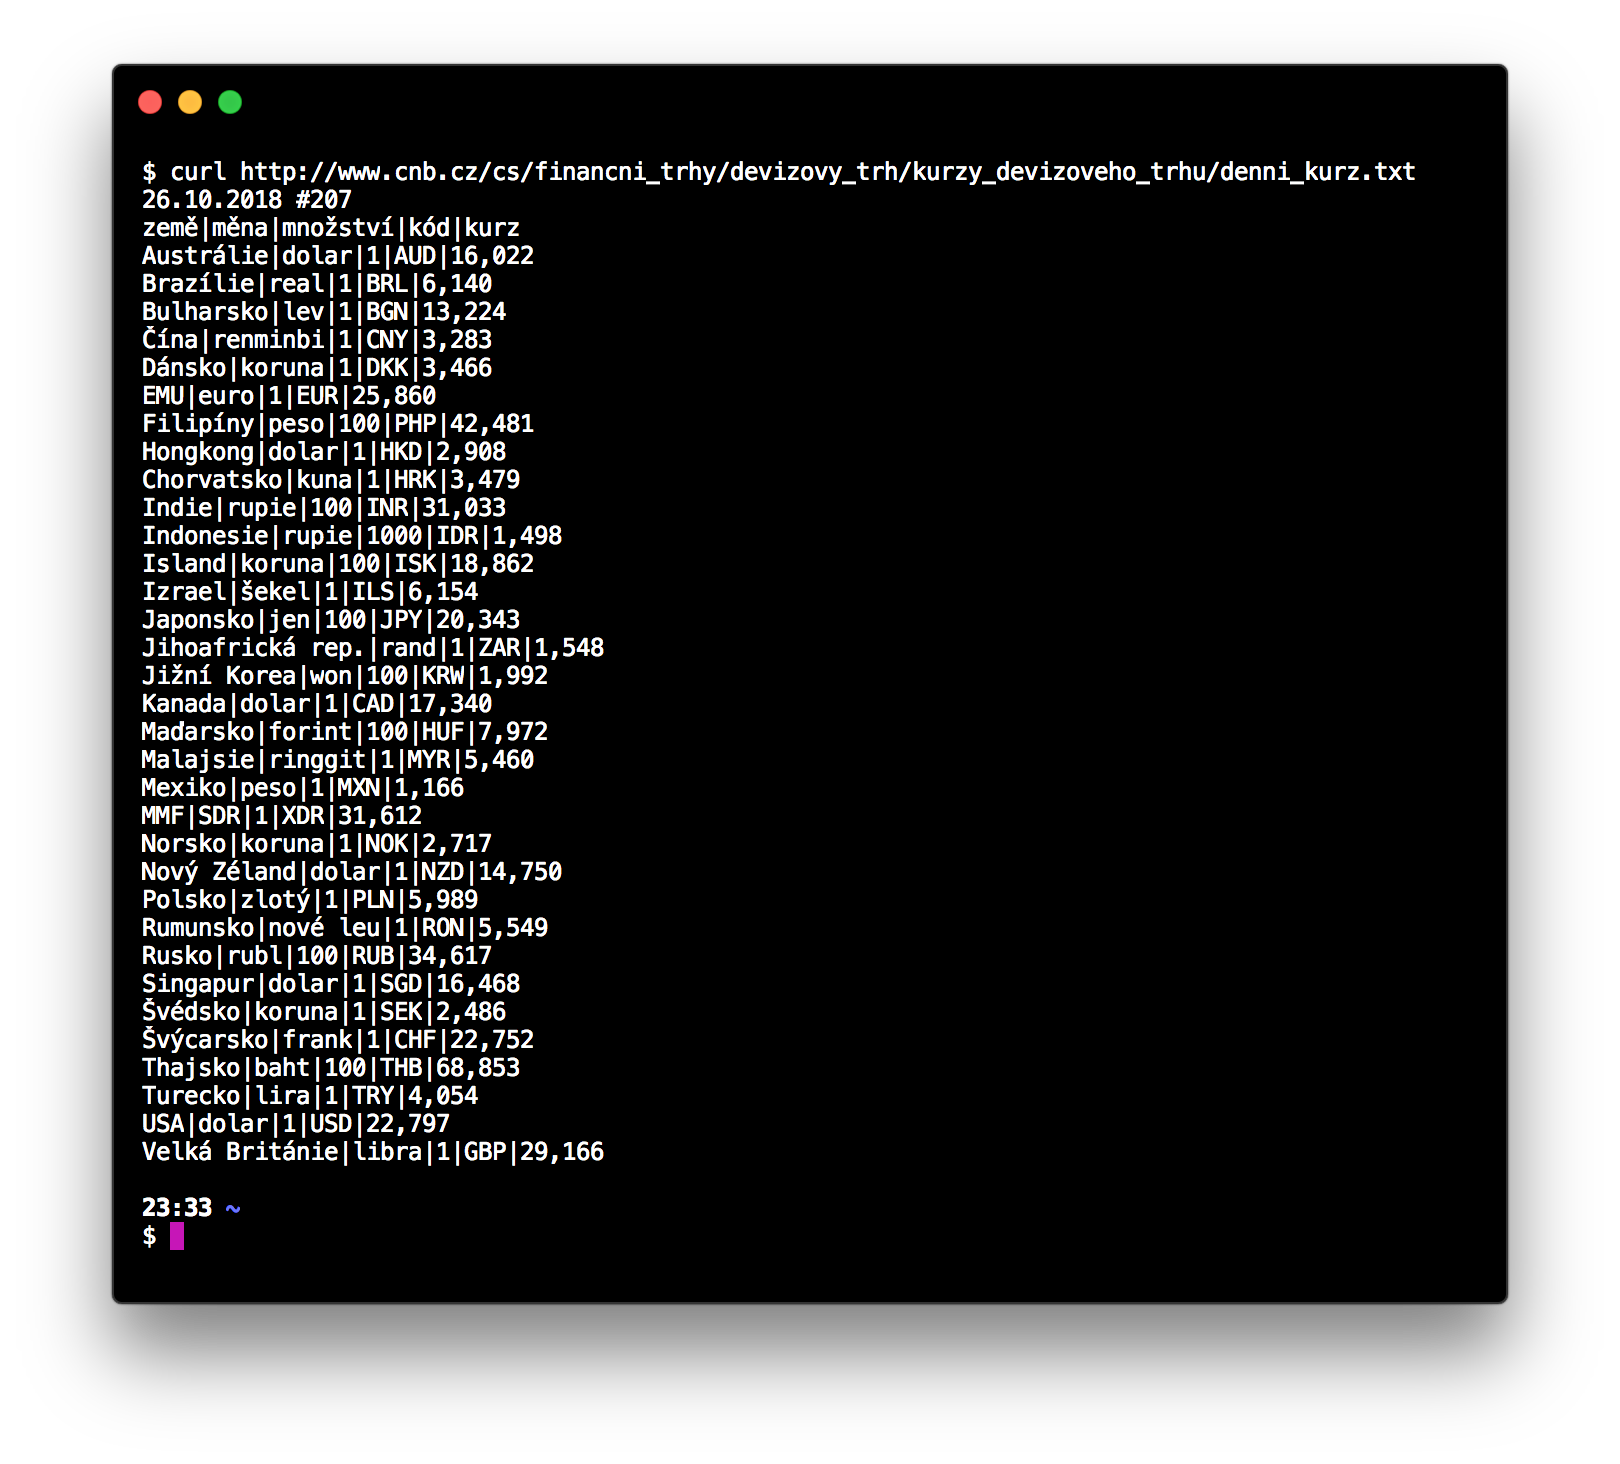 $ curl http://www.cnb.cz/cs/financni_trhy/devizovy_trh/kurzy_devizoveho_trhu/denni_kurz.txt
26.10.2018 #207
země|měna|množství|kód|kurz
Austrálie|dolar|1|AUD|16,022
Brazílie|real|1|BRL|6,140
Bulharsko|lev|1|BGN|13,224
Čína|renminbi|1|CNY|3,283
Dánsko|koruna|1|DKK|3,466
EMU|euro|1|EUR|25,860
Filipíny|peso|100|PHP|42,481
Hongkong|dolar|1|HKD|2,908
Chorvatsko|kuna|1|HRK|3,479
Indie|rupie|100|INR|31,033
Indonesie|rupie|1000|IDR|1,498
Island|koruna|100|ISK|18,862
Izrael|šekel|1|ILS|6,154
Japonsko|jen|100|JPY|20,343
Jihoafrická rep.|rand|1|ZAR|1,548
Jižní Korea|won|100|KRW|1,992
Kanada|dolar|1|CAD|17,340
Maďarsko|forint|100|HUF|7,972
Malajsie|ringgit|1|MYR|5,460
Mexiko|peso|1|MXN|1,166
MMF|SDR|1|XDR|31,612
Norsko|koruna|1|NOK|2,717
Nový Zéland|dolar|1|NZD|14,750
Polsko|zlotý|1|PLN|5,989
Rumunsko|nové leu|1|RON|5,549
Rusko|rubl|100|RUB|34,617
Singapur|dolar|1|SGD|16,468
Švédsko|koruna|1|SEK|2,486
Švýcarsko|frank|1|CHF|22,752
Thajsko|baht|100|THB|68,853
Turecko|lira|1|TRY|4,054
USA|dolar|1|USD|22,797
Velká Británie|libra|1|GBP|29,166
23:33 ~
$